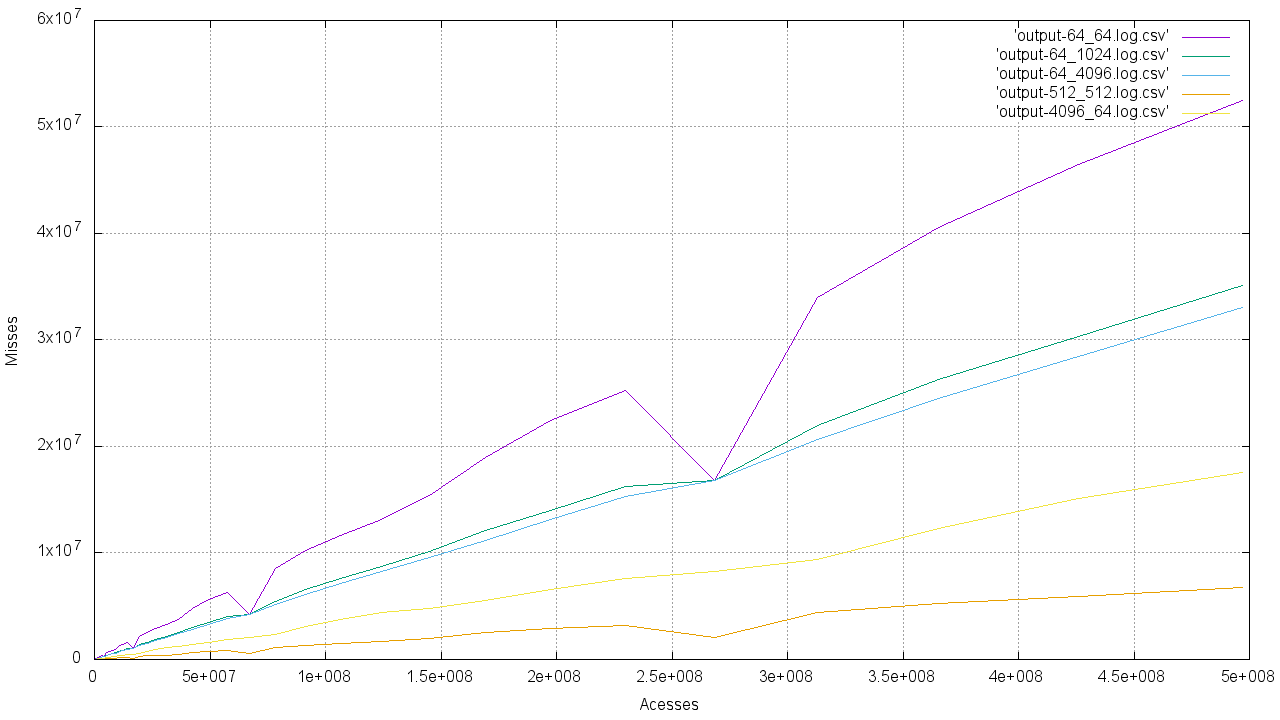 6x10^7
5x10^7
4x10^7
3x10^7
2x10^7
1x10^7
0
Misses
'output-64_64.log.csv'
'output-64_1024.log.csv'
'output-64_4096.log.csv'
'output-512_512.log.csv'
'output-4096_64.log.csv'
0 5e+007 1e+008 1.5e+008 2e+008 2.5e+008 3e+008 3.5e+008 4e+008 4.5e+008 5e+008
Acesses